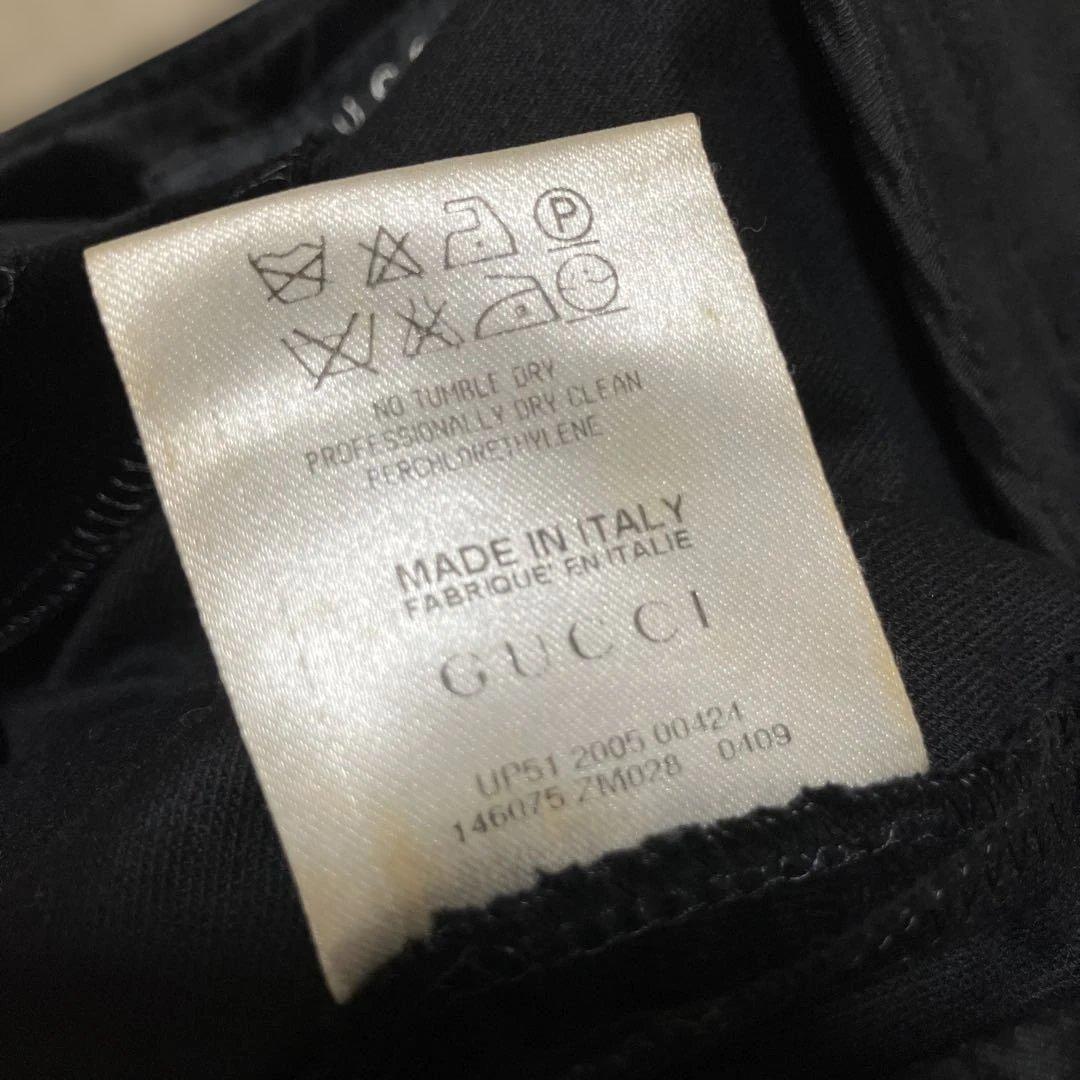 P
NO TUMBLE DRY
PROFESSIONALLY DRY CLEAN
PERCHLORETHYLENE
MADE IN ITALY
FABRIQUE' EN ITALIE
GUCCI
UP51 2005 00424
146075 ZM028 0409